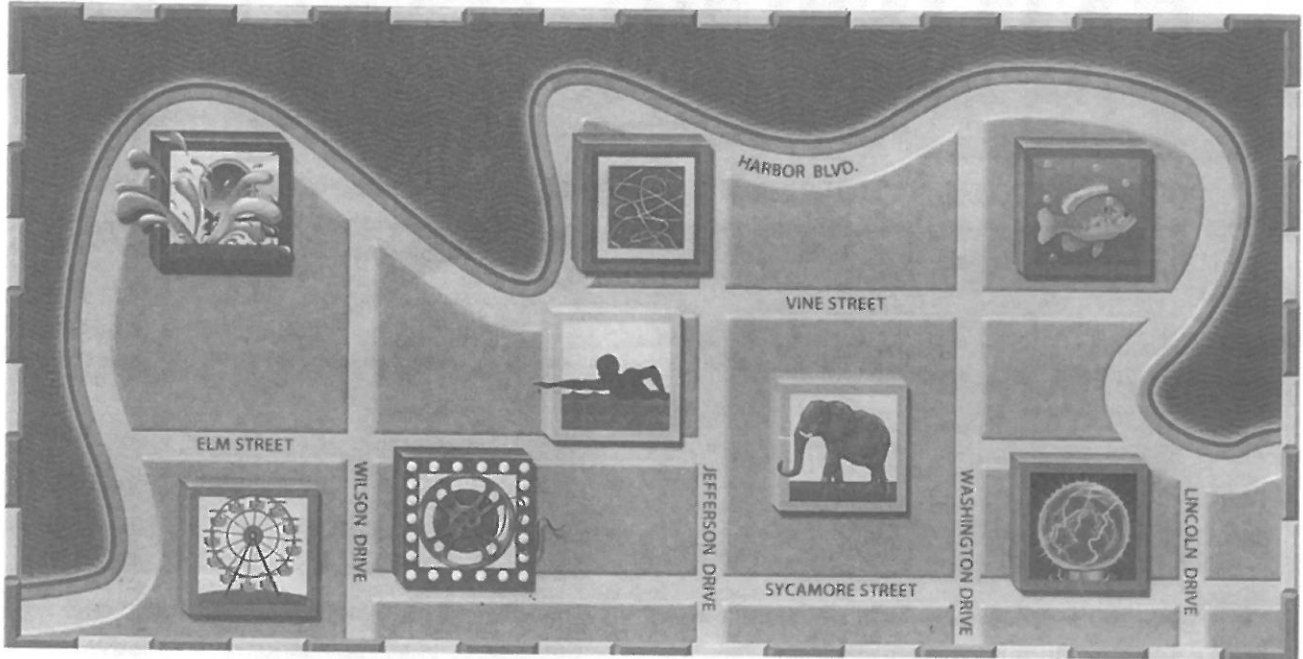 HARBOR BLVD.
VINE STREET
ELM STREET
WILSON DRIVE
JEFFERSON DRIVE
WASHINGTON DRIVE
LINCOLN DRIVE
SYCAMORE STREET